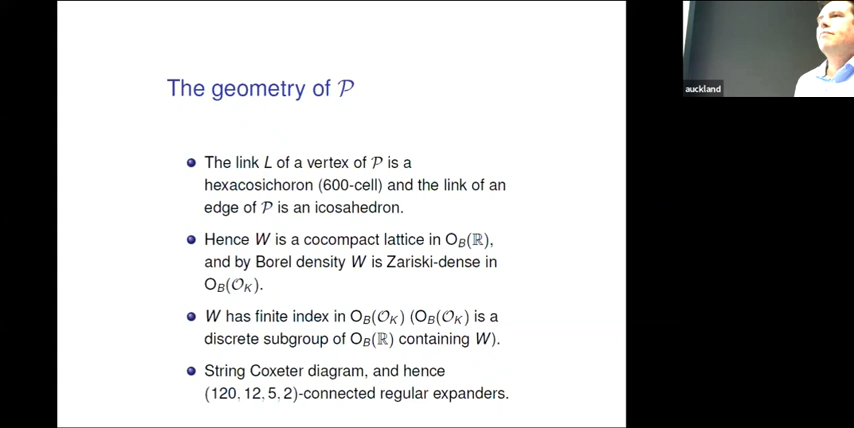 The geometry of 𝒫
The link L of a vertex of 𝒫 is a
hexacosichoron (600-cell) and the link of an
edge of 𝒫 is an icosahedron.
Hence W is a cocompact lattice in O_B(ℝ),
and by Borel density W is Zariski-dense in
O_B(𝒪_K).
W has finite index in O_B(𝒪_K) (O_B(𝒪_K) is a
discrete subgroup of O_B(ℝ) containing W).
String Coxeter diagram, and hence
(120, 12, 5, 2)-connected regular expanders.
auckland